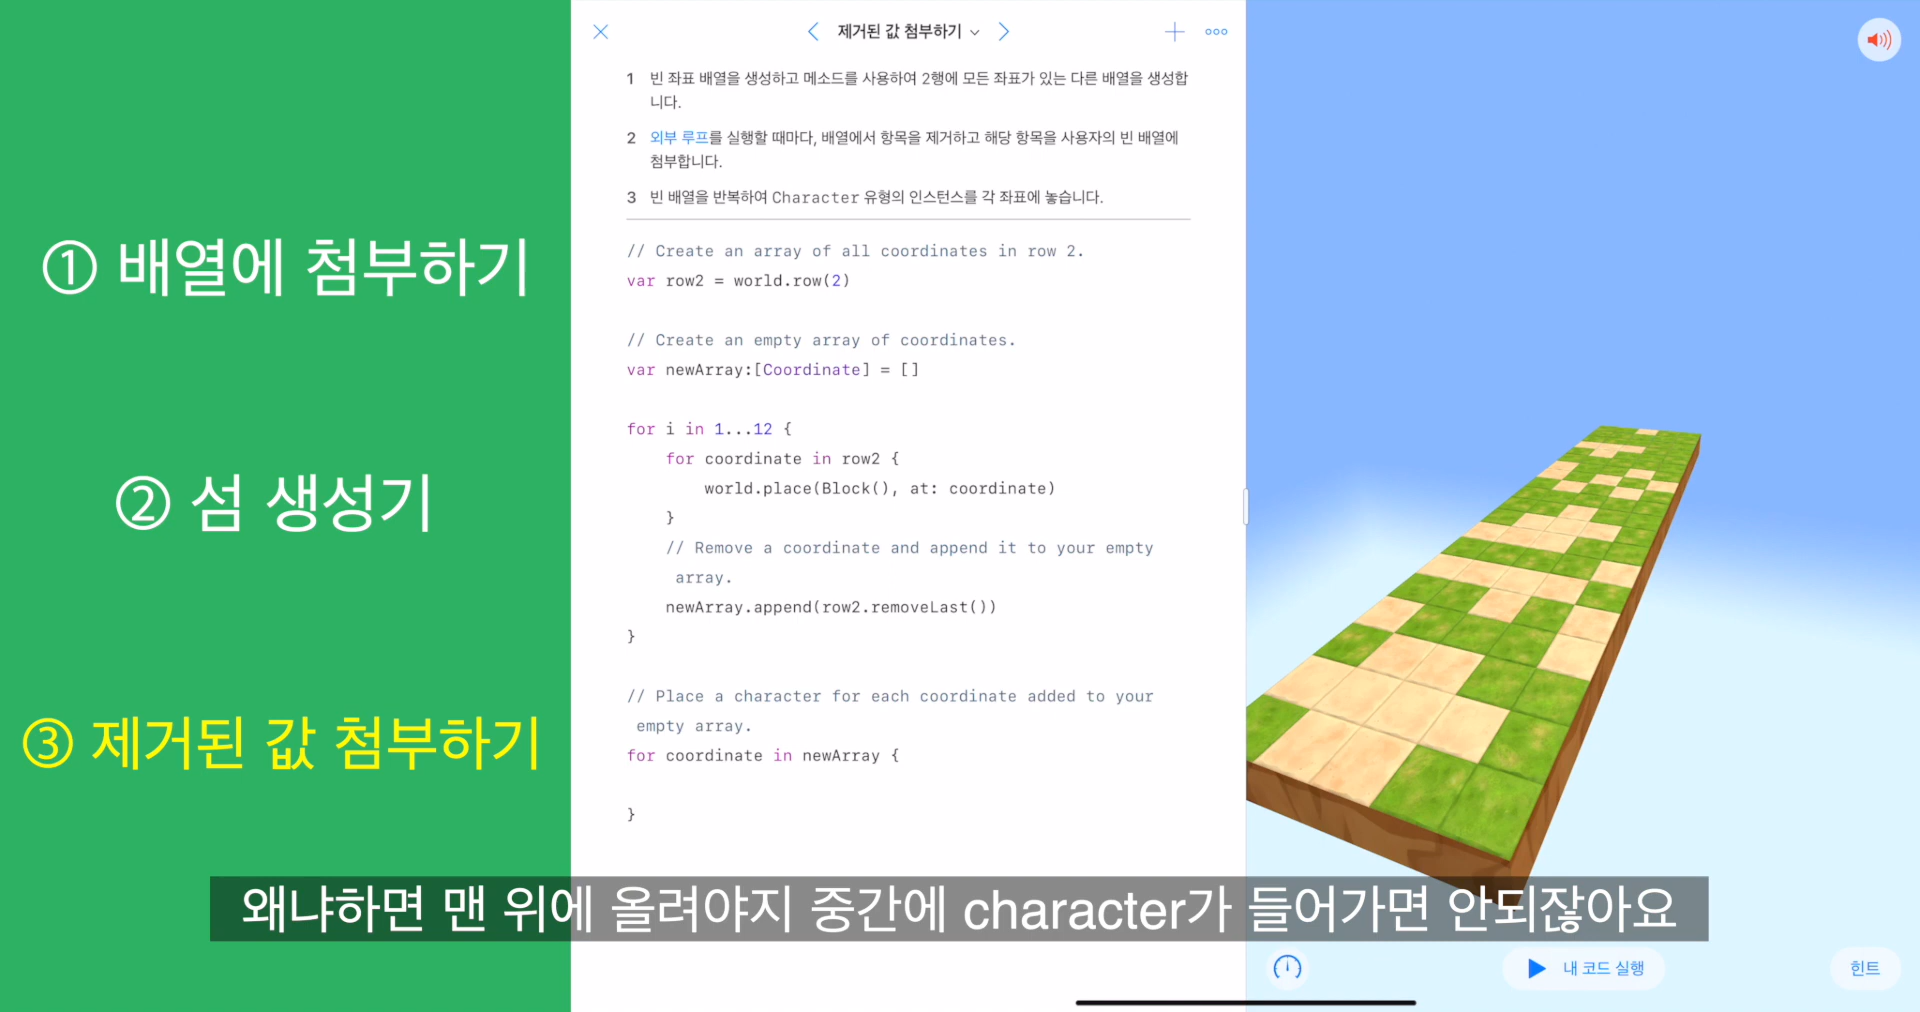 ① 배열에 첨부하기
② 섬 생성기
③ 제거된 값 첨부하기
제거된 값 첨부하기
1 빈 좌표 배열을 생성하고 메소드를 사용하여 2행에 모든 좌표가 있는 다른 배열을 생성합
니다.
2 외부 루프를 실행할 때마다, 배열에서 항목을 제거하고 해당 항목을 사용자의 빈 배열에
첨부합니다.
3 빈 배열을 반복하여 Character 유형의 인스턴스를 각 좌표에 놓습니다.
// Create an array of all coordinates in row 2.
var row2 = world.row(2)
// Create an empty array of coordinates.
var newArray:[Coordinate] = []
for i in 1...12 {
for coordinate in row2 {
world.place(Block(), at: coordinate)
}
// Remove a coordinate and append it to your empty
array.
newArray.append(row2.removeLast())
}
// Place a character for each coordinate added to your
empty array.
for coordinate in newArray {
}
왜냐하면 맨 위에 올려야지 중간에 character가 들어가면 안되잖아요
내 코드 실행
힌트